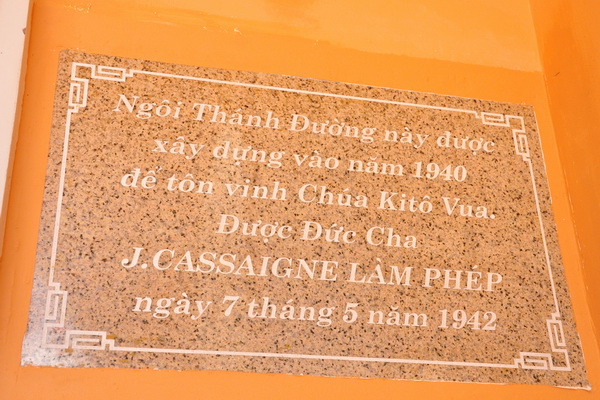 Ngôi Thánh Đường này được
xây dựng vào năm 1940
để tôn vinh Chúa Kitô Vua.
Được Đức Cha
J.CASSAIGNE LÀM PHÉP
ngày 7 tháng 5 năm 1942